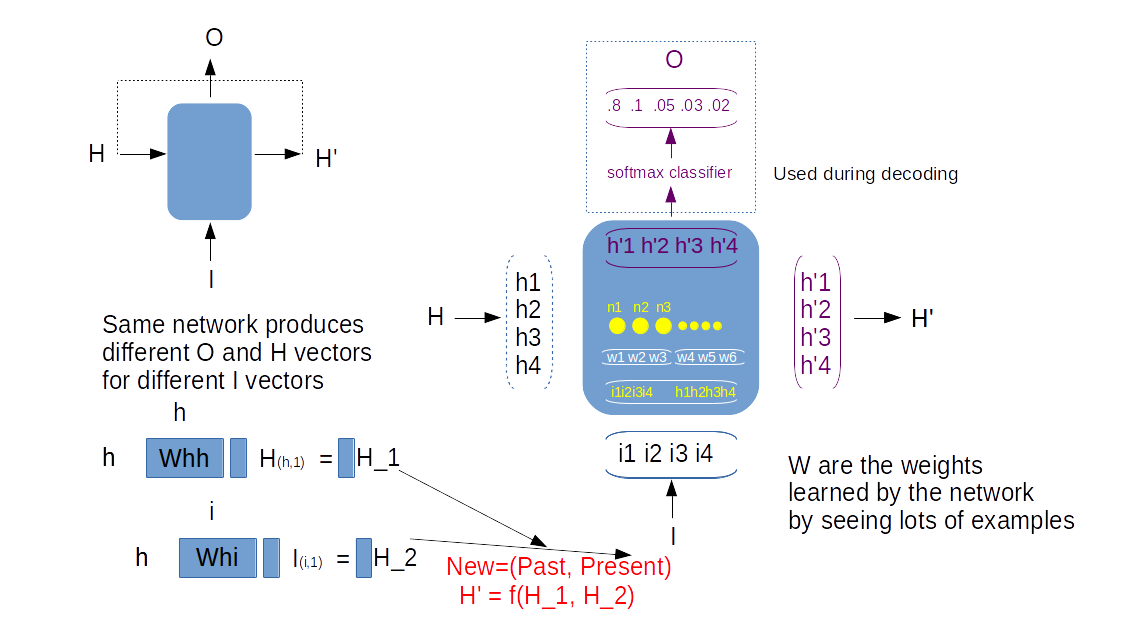 O
H
H'
I
Same network produces
different O and H vectors
for different I vectors
h
h Whh H(h,1) = H_1
i
h Whi I(i,1) = H_2
New=(Past, Present)
H' = f(H_1, H_2)
O
.8 .1 .05 .03 .02
softmax classifier
Used during decoding
h'1 h'2 h'3 h'4
n1 n2 n3
w1 w2 w3 w4 w5 w6
i1i2i3i4 h1h2h3h4
H
h1
h2
h3
h4
h'1
h'2
h'3
h'4
H'
i1 i2 i3 i4
I
W are the weights
learned by the network
by seeing lots of examples